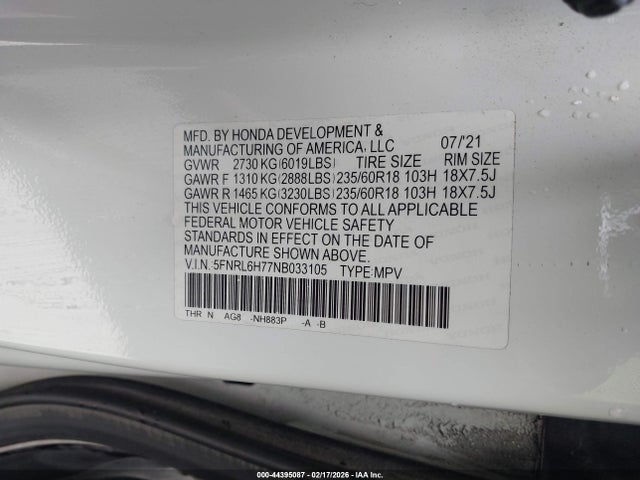 MFD. BY HONDA DEVELOPMENT &
MANUFACTURING OF AMERICA, LLC 07/'21
GVWR 2730 KG(6019LBS) TIRE SIZE RIM SIZE
GAWR F 1310 KG(2888LBS) 235/60R18 103H 18X7.5J
GAWR R 1465 KG(3230LBS) 235/60R18 103H 18X7.5J
THIS VEHICLE CONFORMS TO ALL APPLICABLE
FEDERAL MOTOR VEHICLE SAFETY
STANDARDS IN EFFECT ON THE DATE OF
MANUFACTURE SHOWN ABOVE.
V.I.N. 5FNRL6H77NB033105 TYPE:MPV
THR N AG8 -NH883P -A -B
000-44395087 - 02/17/2026 - IAA Inc.